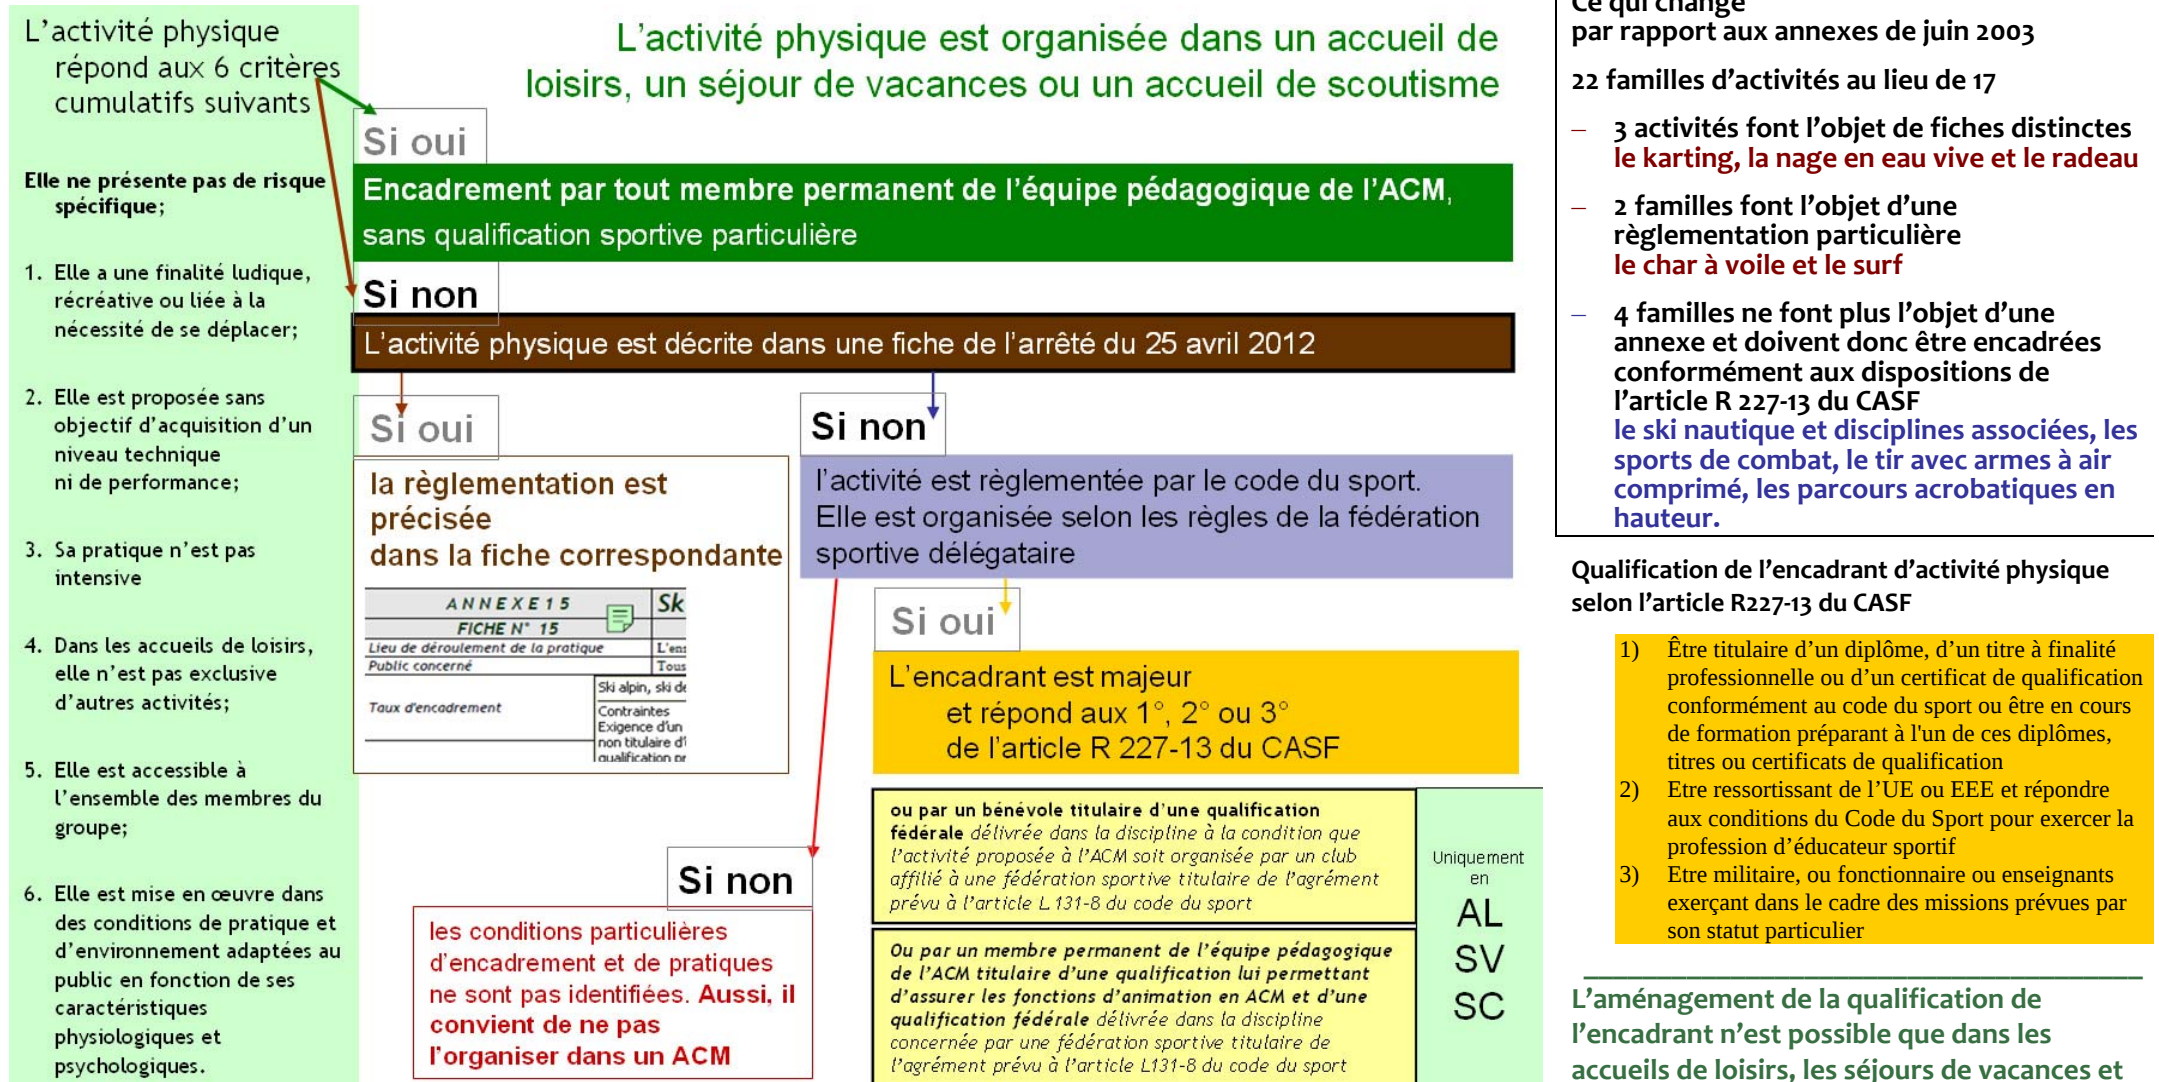 L'activité physique
répond aux 6 critères
cumulatifs suivants
Elle ne présente pas de risque
spécifique;
1. Elle a une finalité ludique,
récréative ou liée à la
nécessité de se déplacer;
2. Elle est proposée sans
objectif d'acquisition d'un
niveau technique
ni de performance;
3. Sa pratique n'est pas
intensive
4. Dans les accueils de loisirs,
elle n'est pas exclusive
d'autres activités;
5. Elle est accessible à
l'ensemble des membres du
groupe;
6. Elle est mise en œuvre dans
des conditions de pratique et
d'environnement adaptées au
public en fonction de ses
caractéristiques
physiologiques et
psychologiques.
L'activité physique est organisée dans un accueil de
loisirs, un séjour de vacances ou un accueil de scoutisme
Si oui
Encadrement par tout membre permanent de l'équipe pédagogique de l'ACM,
sans qualification sportive particulière
Si non
L'activité physique est décrite dans une fiche de l'arrêté du 25 avril 2012
Si oui
la règlementation est
précisée
dans la fiche correspondante
ANNEXE 15
Sk
FICHE N° 15
Lieu de déroulement de la pratique
L'ens
Public concerné
Tous
Taux d'encadrement
Ski alpin, ski de
Contraintes
Exigence d'un
non titulaire d'
qualification pr
Si non
l'activité est règlementée par le code du sport.
Elle est organisée selon les règles de la fédération
sportive délégataire
Si oui
L'encadrant est majeur
et répond aux 1°, 2° ou 3°
de l'article R 227-13 du CASF
ou par un bénévole titulaire d'une qualification
fédérale délivrée dans la discipline à la condition que
l'activité proposée à l'ACM soit organisée par un club
affilié à une fédération sportive titulaire de l'agrément
prévu à l'article L 131-8 du code du sport
Ou par un membre permanent de l'équipe pédagogique
de l'ACM titulaire d'une qualification lui permettant
d'assurer les fonctions d'animation en ACM et d'une
qualification fédérale délivrée dans la discipline
concernée par une fédération sportive titulaire de
l'agrément prévu à l'article L131-8 du code du sport
Uniquement
en
AL
SV
SC
Si non
les conditions particulières
d'encadrement et de pratiques
ne sont pas identifiées. Aussi, il
convient de ne pas
l'organiser dans un ACM
Ce qui change
par rapport aux annexes de juin 2003
22 familles d'activités au lieu de 17
– 3 activités font l'objet de fiches distinctes
le karting, la nage en eau vive et le radeau
– 2 familles font l'objet d'une
règlementation particulière
le char à voile et le surf
– 4 familles ne font plus l'objet d'une
annexe et doivent donc être encadrées
conformément aux dispositions de
l'article R 227-13 du CASF
le ski nautique et disciplines associées, les
sports de combat, le tir avec armes à air
comprimé, les parcours acrobatiques en
hauteur.
Qualification de l'encadrant d'activité physique
selon l'article R227-13 du CASF
1) Être titulaire d'un diplôme, d'un titre à finalité
professionnelle ou d'un certificat de qualification
conformément au code du sport ou être en cours
de formation préparant à l'un de ces diplômes,
titres ou certificats de qualification
2) Etre ressortissant de l'UE ou EEE et répondre
aux conditions du Code du Sport pour exercer la
profession d'éducateur sportif
3) Etre militaire, ou fonctionnaire ou enseignants
exerçant dans le cadre des missions prévues par
son statut particulier
L'aménagement de la qualification de
l'encadrant n'est possible que dans les
accueils de loisirs, les séjours de vacances et